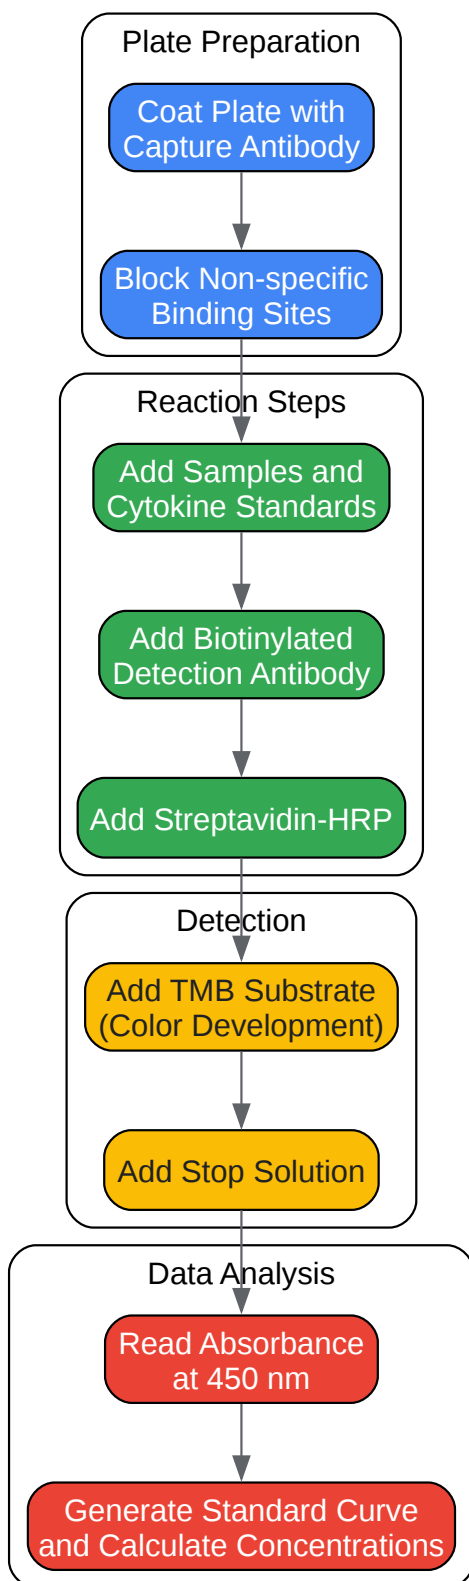 Plate Preparation
Coat Plate with
Capture Antibody
Block Non-specific
Binding Sites
Reaction Steps
Add Samples and
Cytokine Standards
Add Biotinylated
Detection Antibody
Add Streptavidin-HRP
Detection
Add TMB Substrate
(Color Development)
Add Stop Solution
Data Analysis
Read Absorbance
at 450 nm
Generate Standard Curve
and Calculate Concentrations